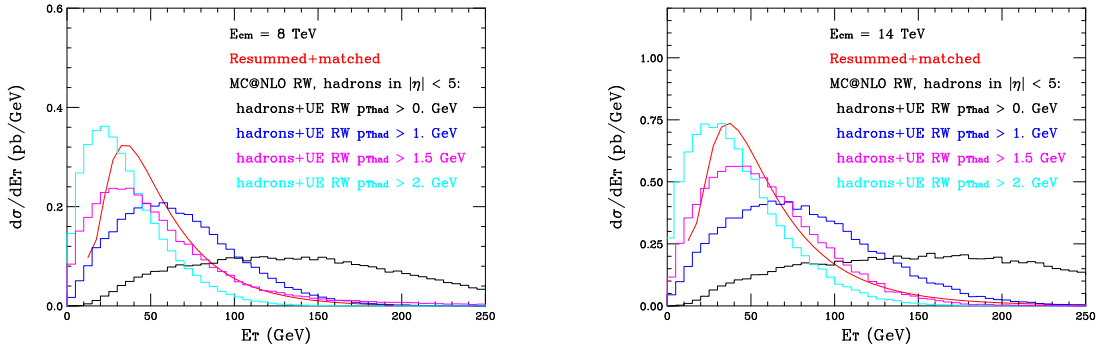 Ecm = 8 TeV
Resummed+matched
MC@NLO RW, hadrons in |η| < 5:
hadrons+UE RW pThad > 0. GeV
hadrons+UE RW pThad > 1. GeV
hadrons+UE RW pThad > 1.5 GeV
hadrons+UE RW pThad > 2. GeV
dσ/dET (pb/GeV)
0.6
0.4
0.2
0.0
0 50 100 150 200 250
ET (GeV)
Ecm = 14 TeV
Resummed+matched
MC@NLO RW, hadrons in |η| < 5:
hadrons+UE RW pThad > 0. GeV
hadrons+UE RW pThad > 1. GeV
hadrons+UE RW pThad > 1.5 GeV
hadrons+UE RW pThad > 2. GeV
dσ/dET (pb/GeV)
1.00
0.75
0.50
0.25
0.00
0 50 100 150 200 250
ET (GeV)